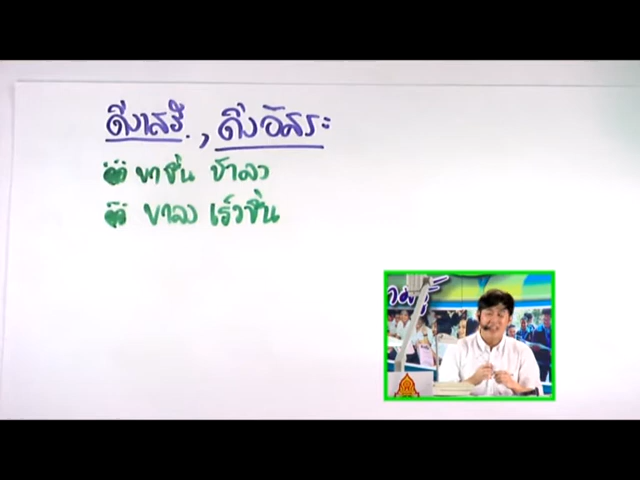 ดิ่งเสรี , ดิ่งอิสระ
ขาขึ้น ช้าลง
ขาลง เร็วขึ้น